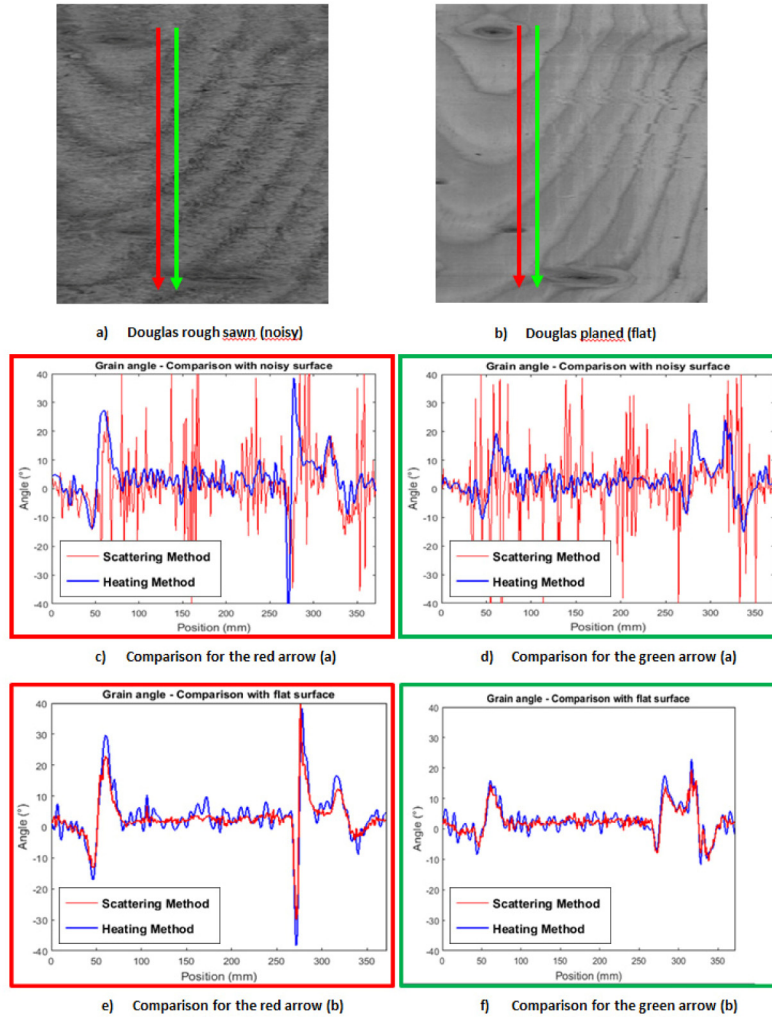 a) Douglas rough sawn (noisy)
b) Douglas planed (flat)
Grain angle - Comparison with noisy surface
40
30
20
10
0
-10
-20
-30
-40
Angle (°)
Scattering Method
Heating Method
0 50 100 150 200 250 300 350
Position (mm)
c) Comparison for the red arrow (a)
Grain angle - Comparison with noisy surface
40
30
20
10
0
-10
-20
-30
-40
Angle (°)
Scattering Method
Heating Method
0 50 100 150 200 250 300 350
Position (mm)
d) Comparison for the green arrow (a)
Grain angle - Comparison with flat surface
40
30
20
10
0
-10
-20
-30
-40
Angle (°)
Scattering Method
Heating Method
0 50 100 150 200 250 300 350
Position (mm)
e) Comparison for the red arrow (b)
Grain angle - Comparison with flat surface
40
30
20
10
0
-10
-20
-30
-40
Angle (°)
Scattering Method
Heating Method
0 50 100 150 200 250 300 350
Position (mm)
f) Comparison for the green arrow (b)